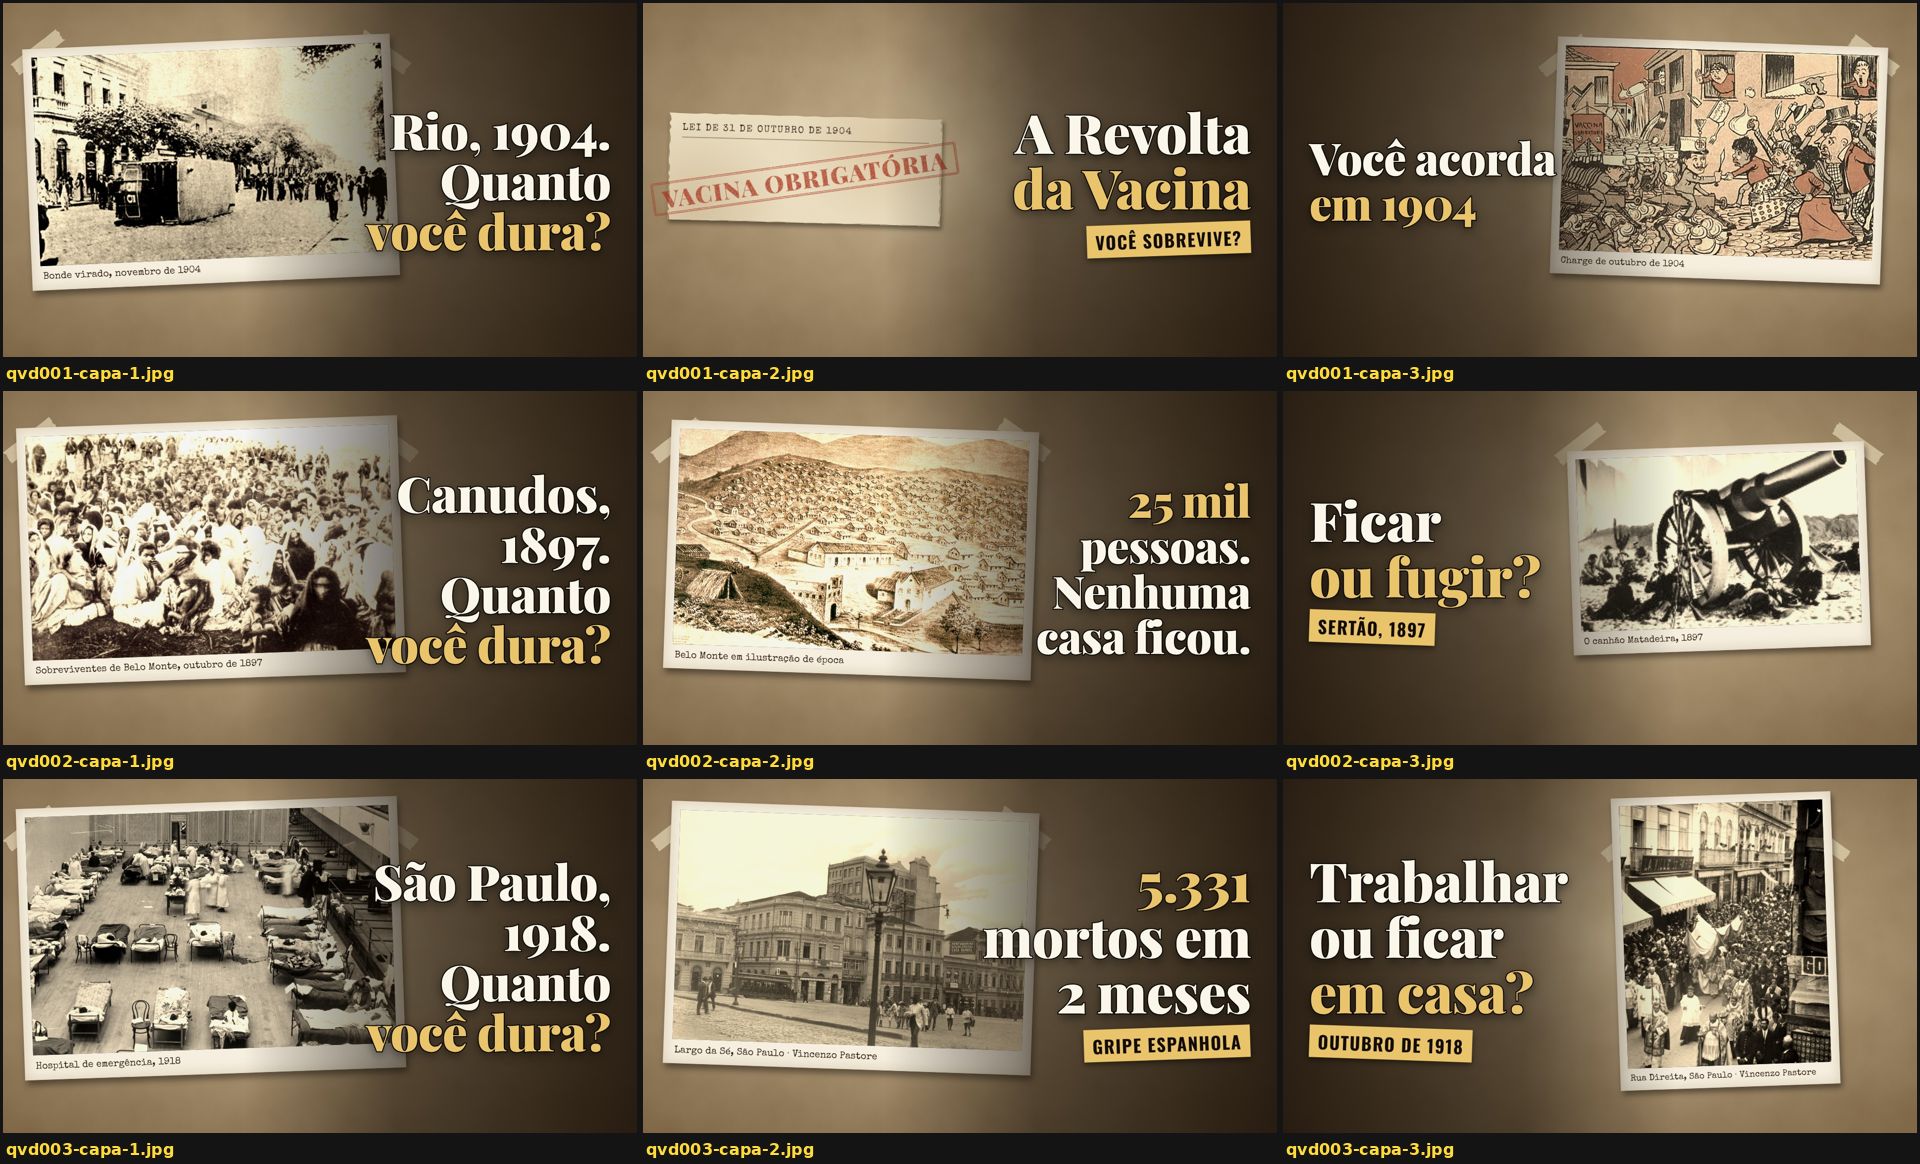 Rio, 1904.
Quanto
você dura?
Bonde virado, novembro de 1904
qvd001-capa-1.jpg
LEI DE 31 DE OUTUBRO DE 1904
VACINA OBRIGATÓRIA
A Revolta
da Vacina
VOCÊ SOBREVIVE?
qvd001-capa-2.jpg
Você acorda
em 1904
VACCINA
Charge de outubro de 1904
qvd001-capa-3.jpg
Canudos,
1897.
Quanto
você dura?
Sobreviventes de Belo Monte, outubro de 1897
qvd002-capa-1.jpg
25 mil
pessoas.
Nenhuma
casa ficou.
Belo Monte em ilustração de época
qvd002-capa-2.jpg
Ficar
ou fugir?
SERTÃO, 1897
O canhão Matadeira, 1897
qvd002-capa-3.jpg
São Paulo,
1918.
Quanto
você dura?
Hospital de emergência, 1918
qvd003-capa-1.jpg
5.331
mortos em
2 meses
GRIPE ESPANHOLA
Largo da Sé, São Paulo · Vincenzo Pastore
qvd003-capa-2.jpg
Trabalhar
ou ficar
em casa?
OUTUBRO DE 1918
GO
Rua Direita, São Paulo · Vincenzo Pastore
qvd003-capa-3.jpg